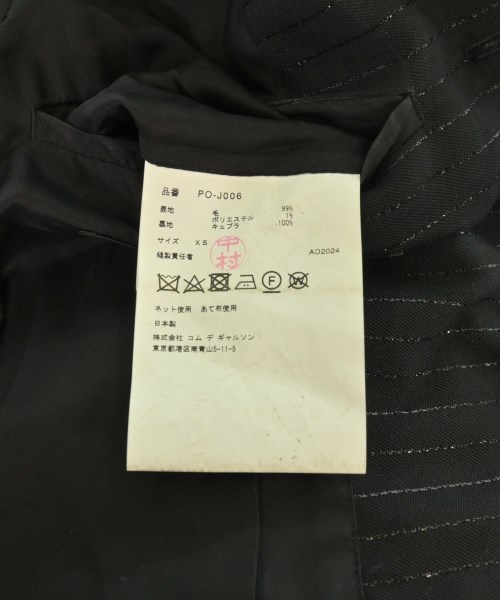 品番 PO-J006
表地 毛 99%
ポリエステル 1%
裏地 キュプラ 100%
サイズ XS
中村
縫製責任者 AD2024
F W
ネット使用 あて布使用
日本製
株式会社 コム デ ギャルソン
東京都港区南青山5-11-5